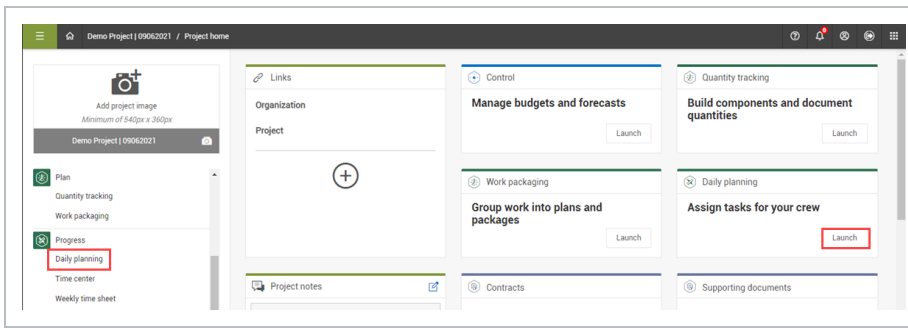 Demo Project | 09062021 / Project home
Add project image
Minimum of 540px x 360px
Demo Project | 09062021
Plan
Quantity tracking
Work packaging
Progress
Daily planning
Time center
Weekly time sheet
Links
Organization
Project
Project notes
Control
Manage budgets and forecasts
Launch
Work packaging
Group work into plans and
packages
Launch
Contracts
Quantity tracking
Build components and document
quantities
Launch
Daily planning
Assign tasks for your crew
Launch
Supporting documents